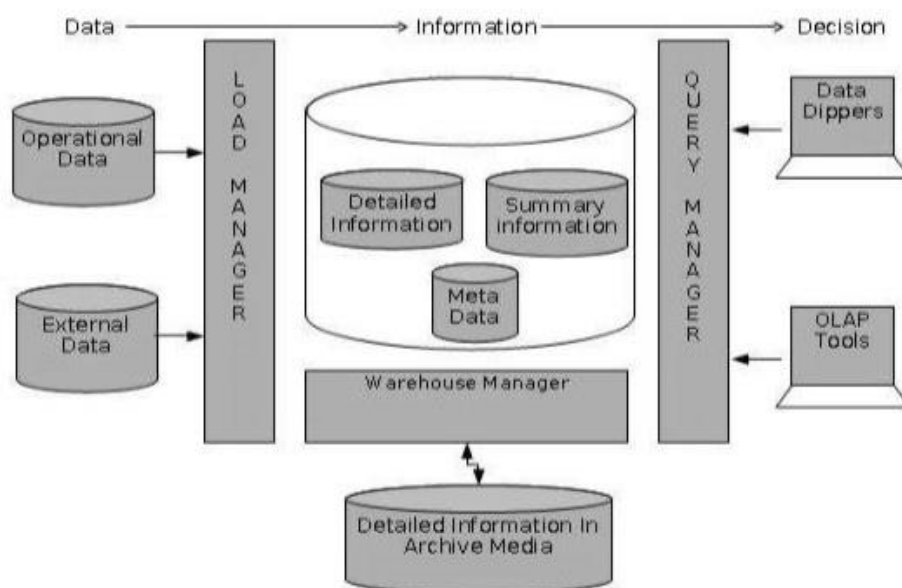 Data
Information
Decision
LOAD MANAGER
QUERY MANAGER
Operational
Data
External
Data
Detailed
Information
Summary
information
Meta
Data
Warehouse Manager
Detailed Information In
Archive Media
Data
Dippers
OLAP
Tools